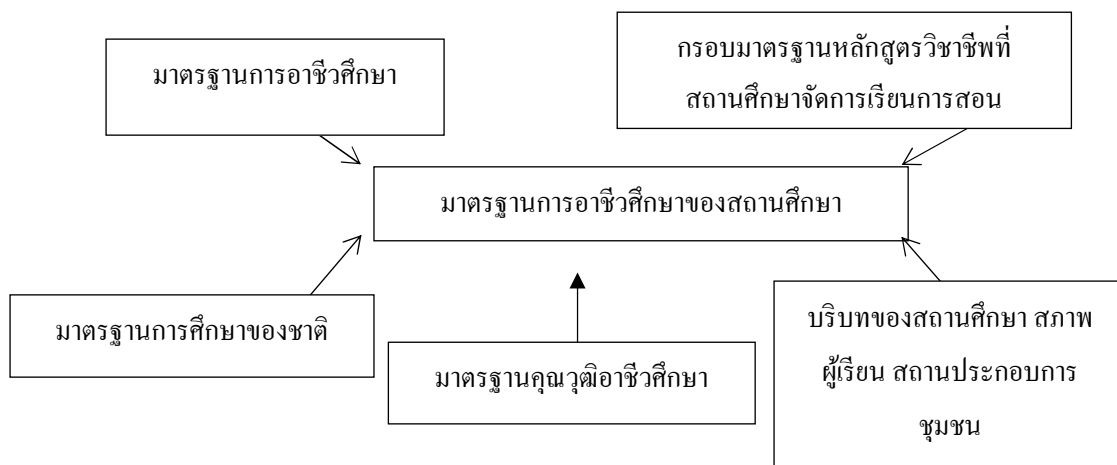 มาตรฐานการอาชีวศึกษา
กรอบมาตรฐานหลักสูตรวิชาชีพที่
สถานศึกษาจัดการเรียนการสอน
มาตรฐานการอาชีวศึกษาของสถานศึกษา
มาตรฐานการศึกษาของชาติ
มาตรฐานคุณวุฒิอาชีวศึกษา
บริบทของสถานศึกษา สภาพ
ผู้เรียน สถานประกอบการ
ชุมชน